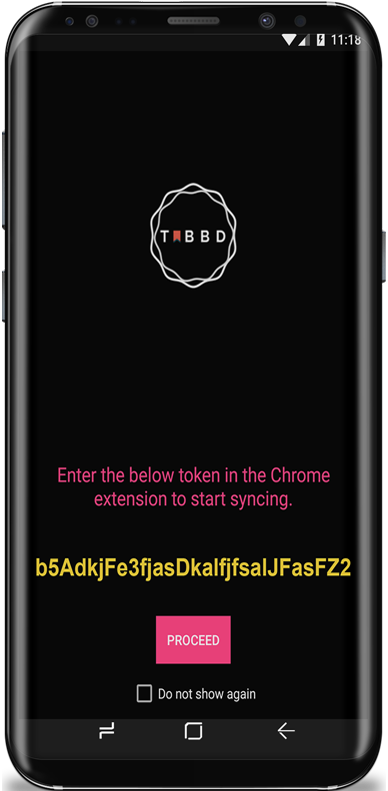 11:18
T BBD
Enter the below token in the Chrome
extension to start syncing.
b5AdkjFe3fjasDkalfjfsalJFasFZ2
PROCEED
Do not show again